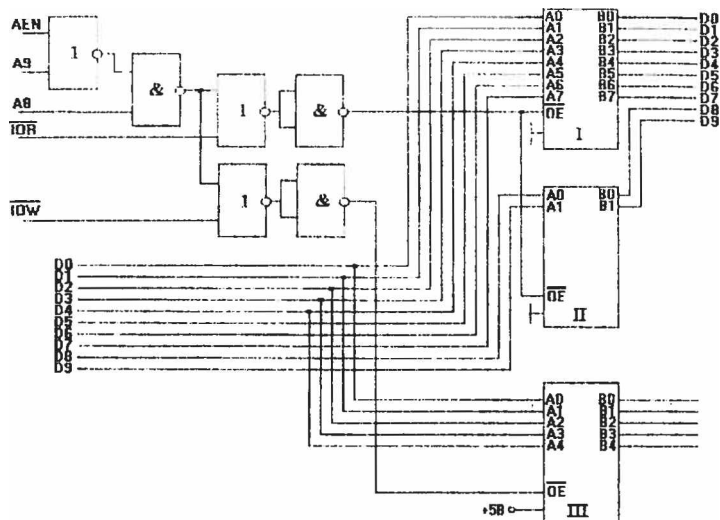 AEN
A9
A8
IOR
IOW
1
&
1
&
1
&
A0
A1
A2
A3
A4
A5
A6
A7
OE
I
B0
B1
B2
B3
B4
B5
B6
B7
D0
D1
D2
D3
D4
D5
D6
D7
D8
D9
A0
A1
OE
II
B0
B1
D0
D1
D2
D3
D4
D5
D6
D7
D8
D9
A0
A1
A2
A3
A4
OE
+5В
III
B0
B1
B2
B3
B4